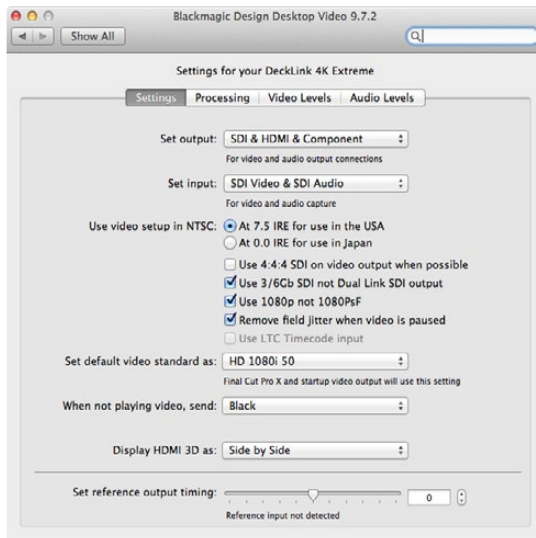 Blackmagic Design Desktop Video 9.7.2
Show All
Settings for your DeckLink 4K Extreme
Settings Processing Video Levels Audio Levels
Set output: SDI & HDMI & Component
For video and audio output connections
Set input: SDI Video & SDI Audio
For video and audio capture
Use video setup in NTSC: At 7.5 IRE for use in the USA
At 0.0 IRE for use in Japan
Use 4:4:4 SDI on video output when possible
Use 3/6Gb SDI not Dual Link SDI output
Use 1080p not 1080PsF
Remove field jitter when video is paused
Use LTC Timecode input
Set default video standard as: HD 1080i 50
Final Cut Pro X and startup video output will use this setting
When not playing video, send: Black
Display HDMI 3D as: Side by Side
Set reference output timing: 0
Reference input not detected